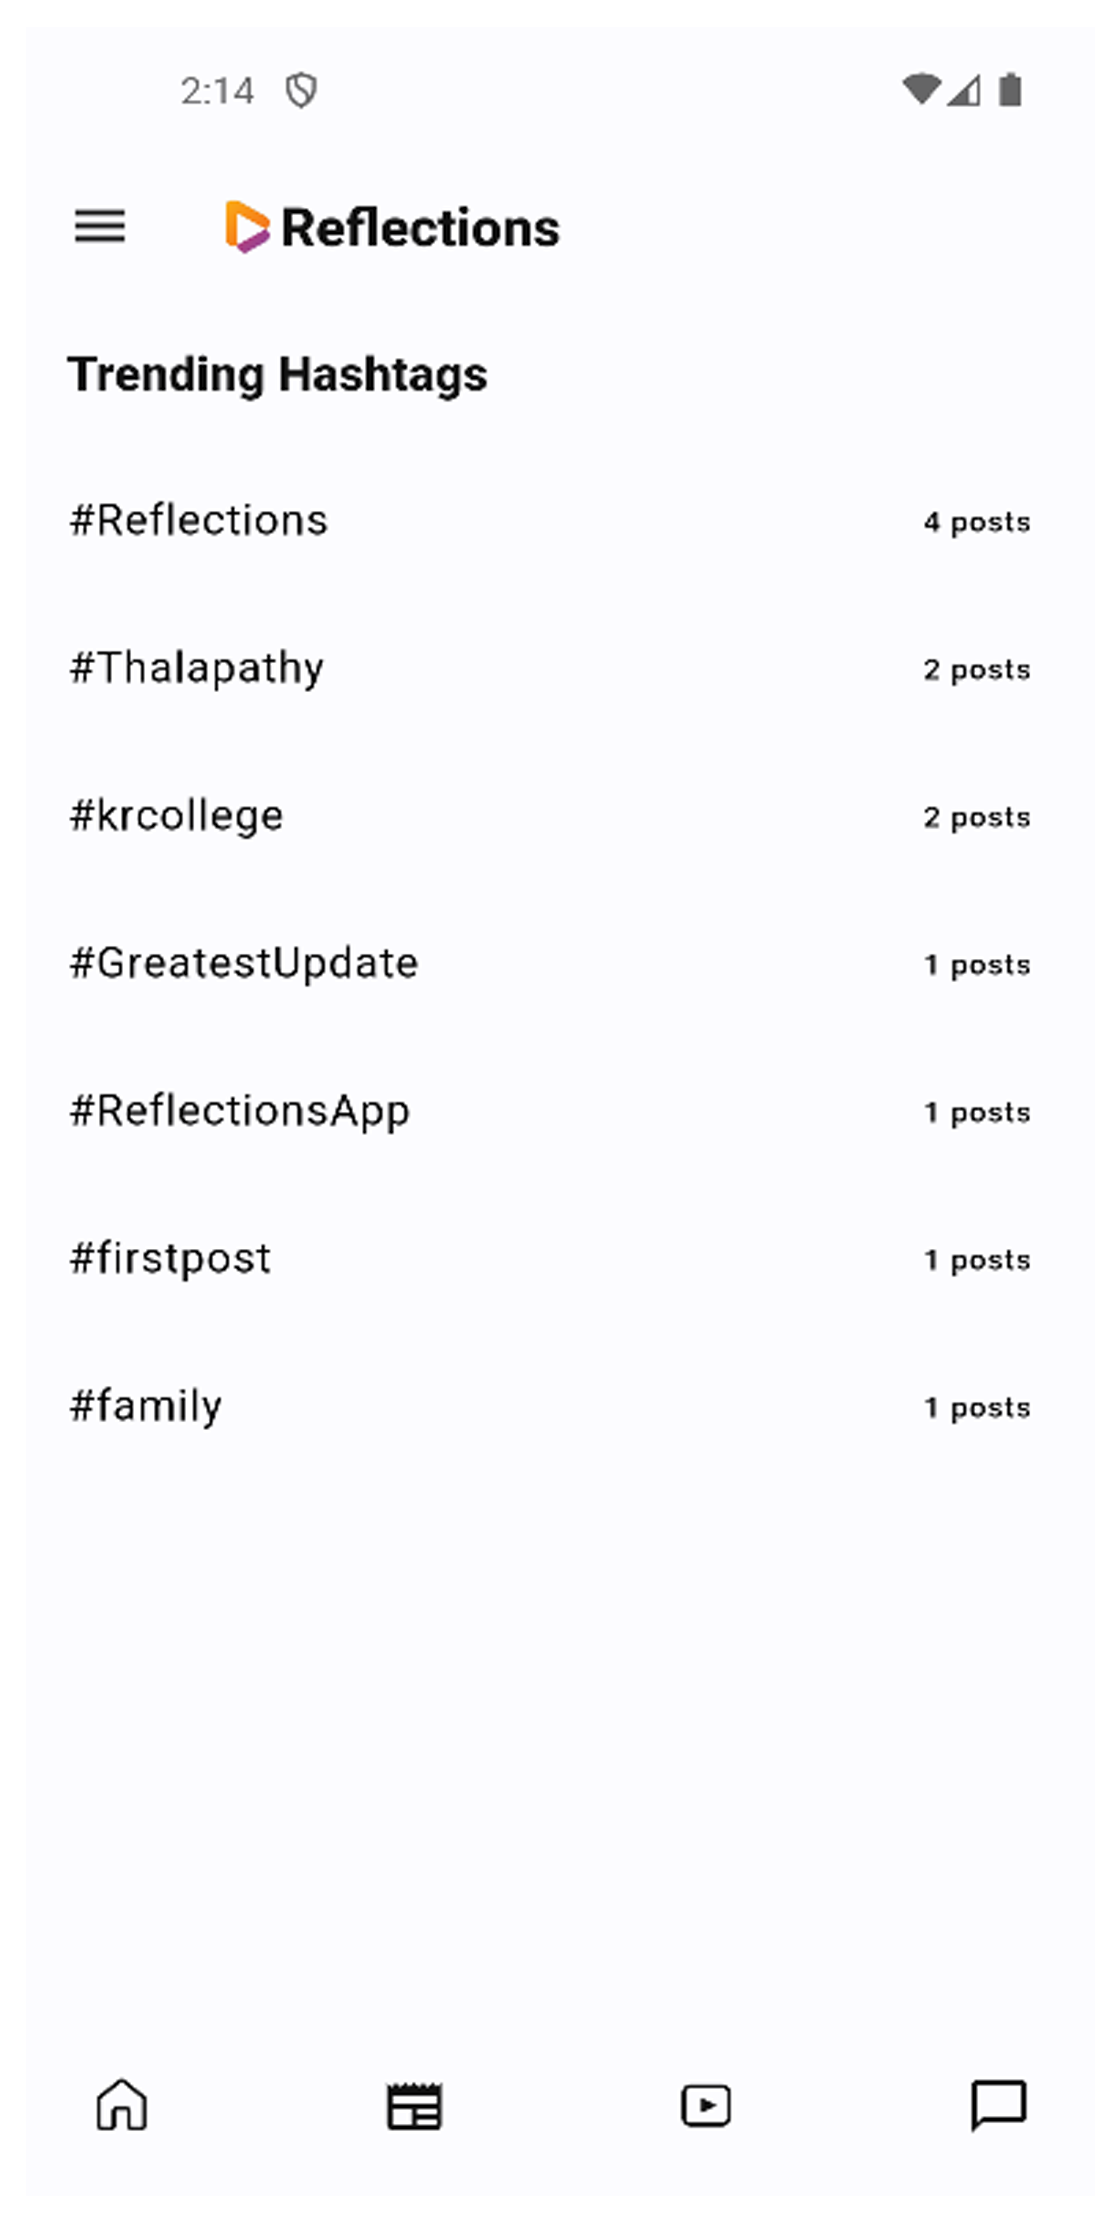 2:14
Reflections
Trending Hashtags
#Reflections 4 posts
#Thalapathy 2 posts
#krcollege 2 posts
#GreatestUpdate 1 posts
#ReflectionsApp 1 posts
#firstpost 1 posts
#family 1 posts